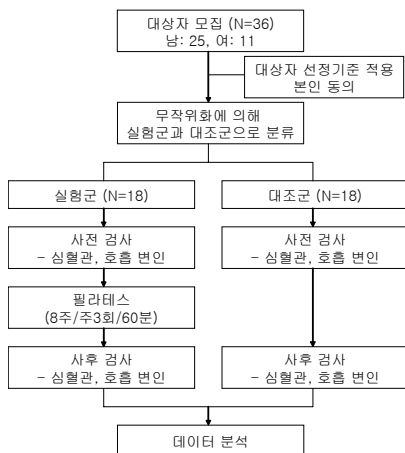 대상자 모집 (N=36)
남: 25, 여: 11
대상자 선정기준 적용
본인 동의
무작위화에 의해
실험군과 대조군으로 분류
실험군 (N=18)
대조군 (N=18)
사전 검사
– 심혈관, 호흡 변인
사전 검사
– 심혈관, 호흡 변인
필라테스
(8주/주3회/60분)
사후 검사
– 심혈관, 호흡 변인
사후 검사
– 심혈관, 호흡 변인
데이터 분석